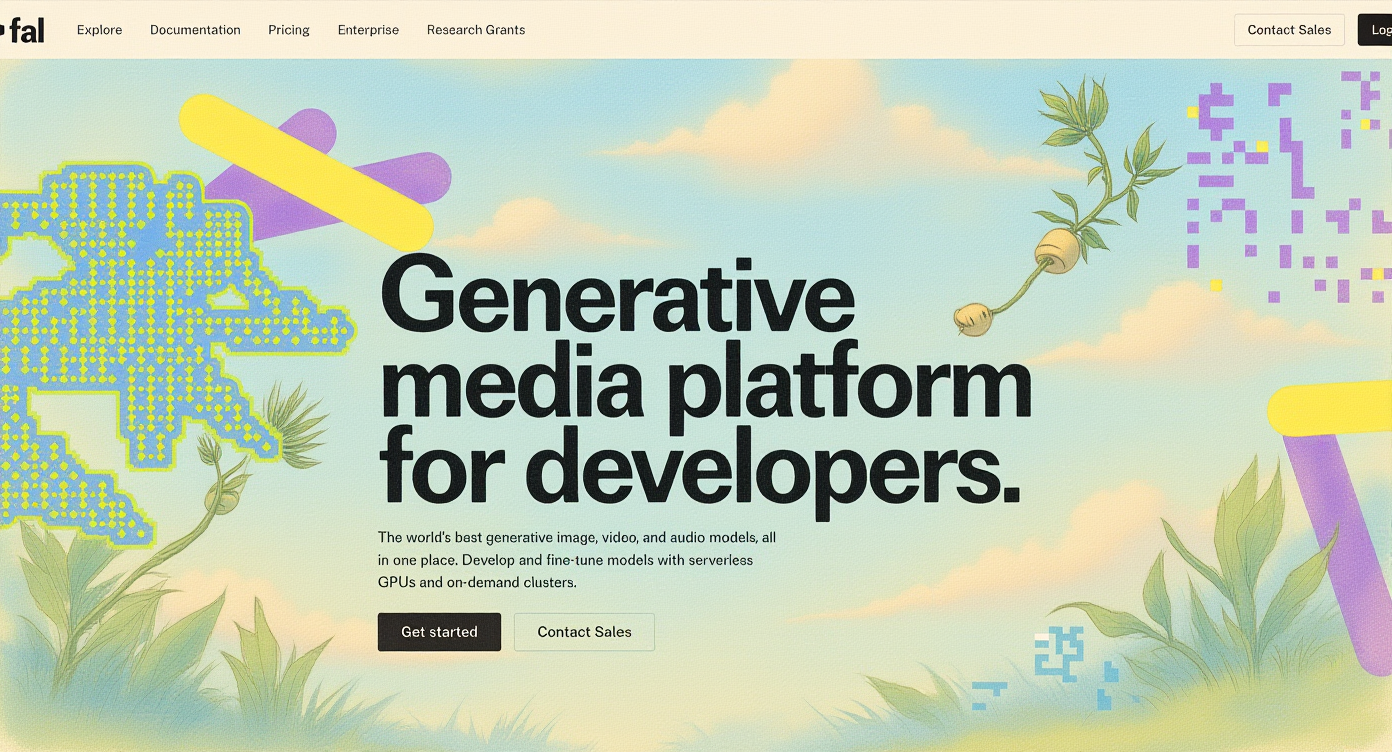 fal
Explore
Documentation
Pricing
Enterprise
Research Grants
Contact Sales
Log
Generative
media platform
for developers.
The world's bast generative image, vidoo, and audio models, all
in one place. Develop and fine-tune models with serverless
GPUs and on-demand clusters.
Get started
Contact Sales